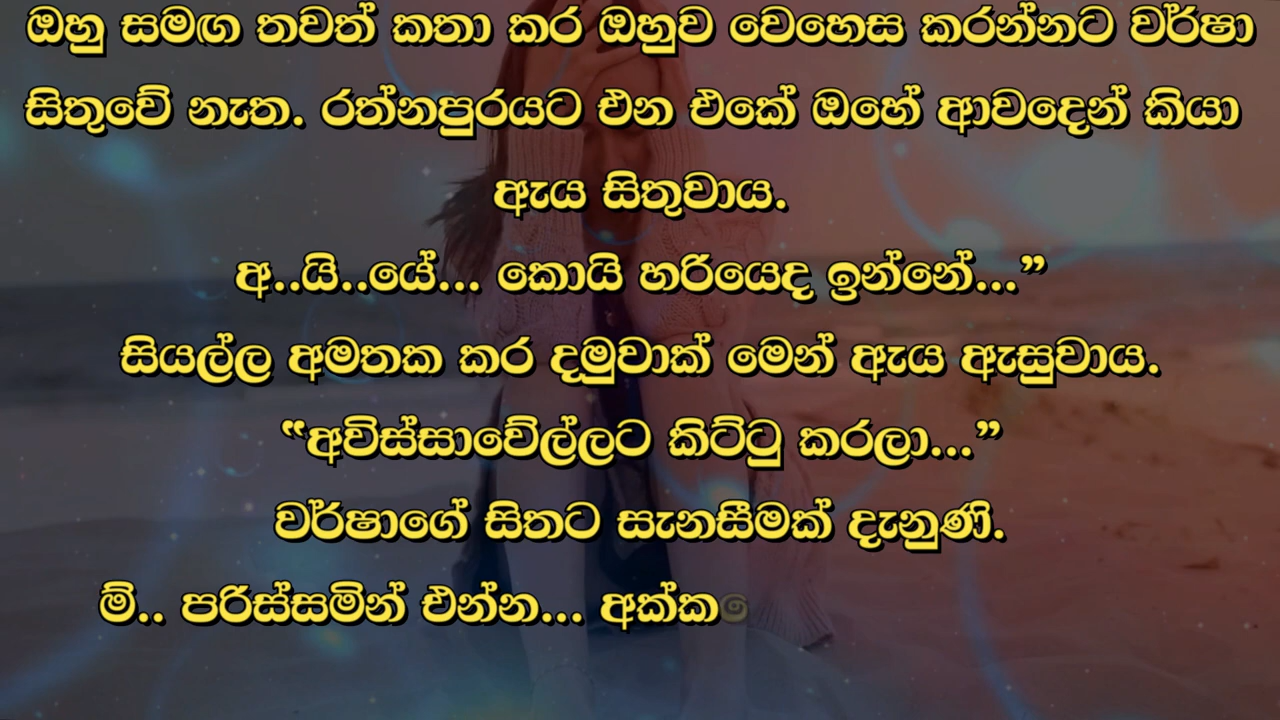 ඔහු සමඟ තවත් කතා කර ඔහුව වෙහෙස කරන්නට වර්ෂා
සිතුවේ නැත. රත්නපුරයට එන එකේ ඔහේ ආවදෙන් කියා
ඇය සිතුවාය.
අ..යි..යේ... කොයි හරියෙද ඉන්නේ...”
සියල්ල අමතක කර දමුවාක් මෙන් ඇය ඇසුවාය.
“අවිස්සාවේල්ලට කිට්ටු කරලා...”
වර්ෂාගේ සිතට සැනසීමක් දැනුණි.
ම්.. පරිස්සමින් එන්න... අක්ක